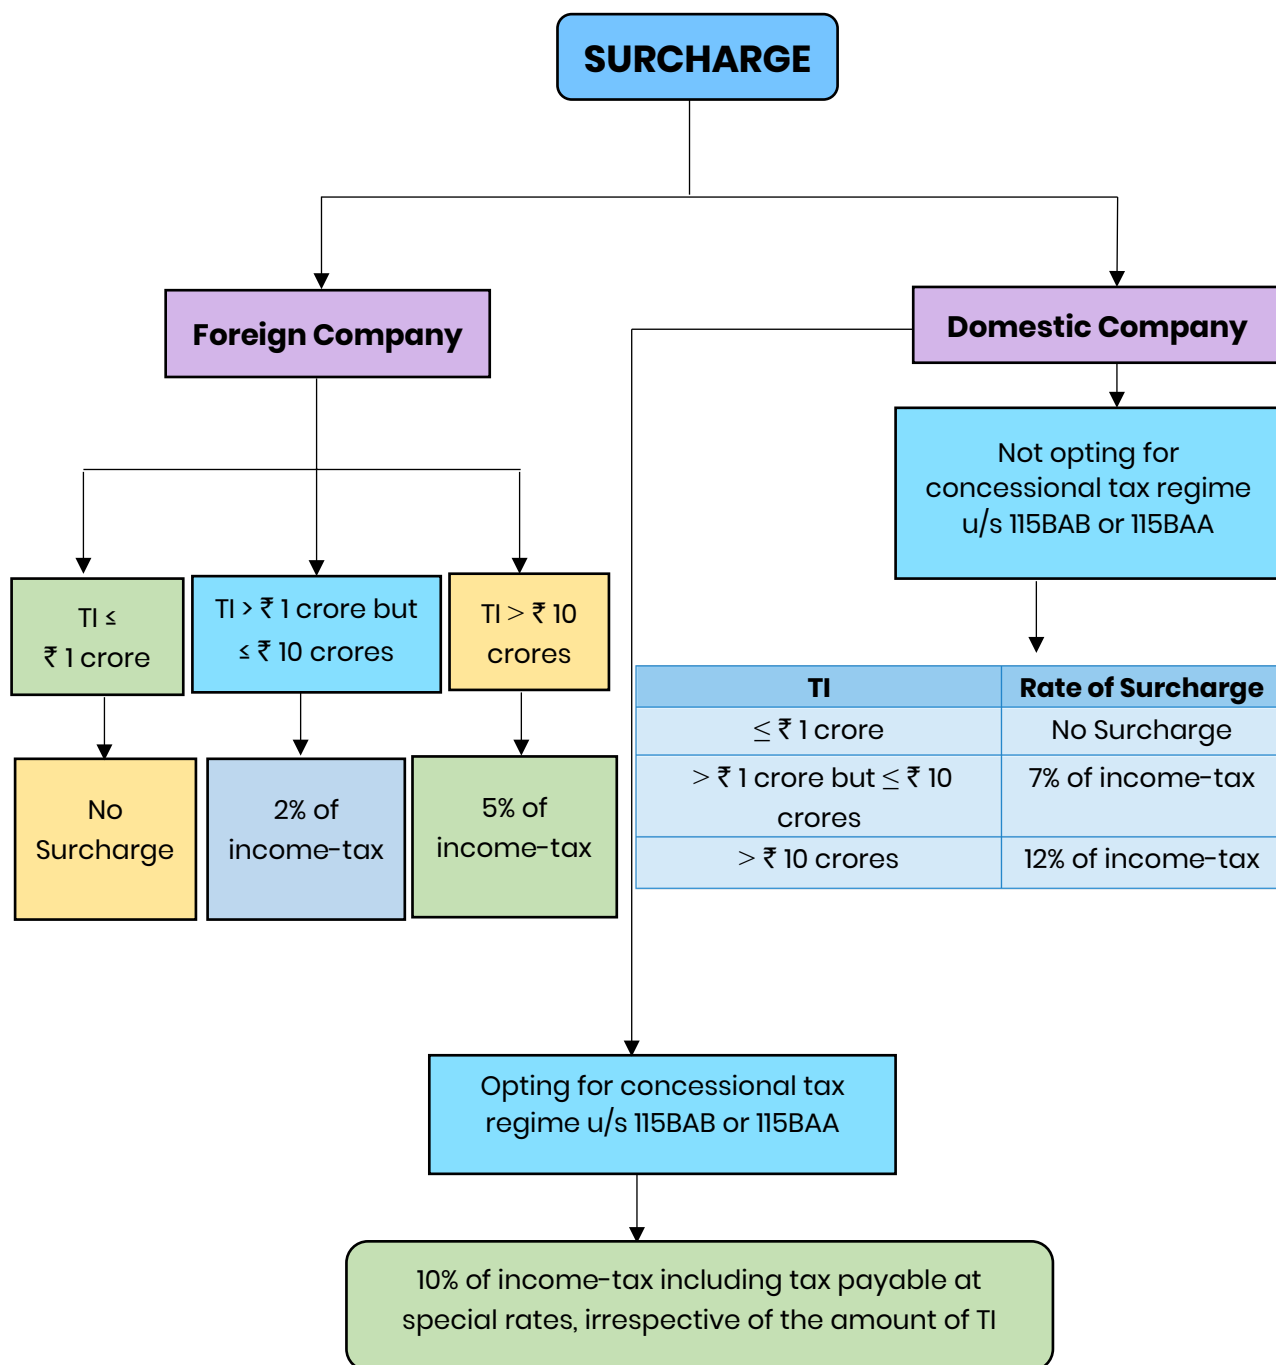 SURCHARGE
Foreign Company
Domestic Company
Not opting for
concessional tax regime
u/s 115BAB or 115BAA
TI ≤
₹ 1 crore
TI > ₹ 1 crore but
≤ ₹ 10 crores
TI > ₹ 10
crores
No
Surcharge
2% of
income-tax
5% of
income-tax
TI Rate of Surcharge
≤ ₹ 1 crore No Surcharge
> ₹ 1 crore but ≤ ₹ 10 7% of income-tax
crores
> ₹ 10 crores 12% of income-tax
Opting for concessional tax
regime u/s 115BAB or 115BAA
10% of income-tax including tax payable at
special rates, irrespective of the amount of TI